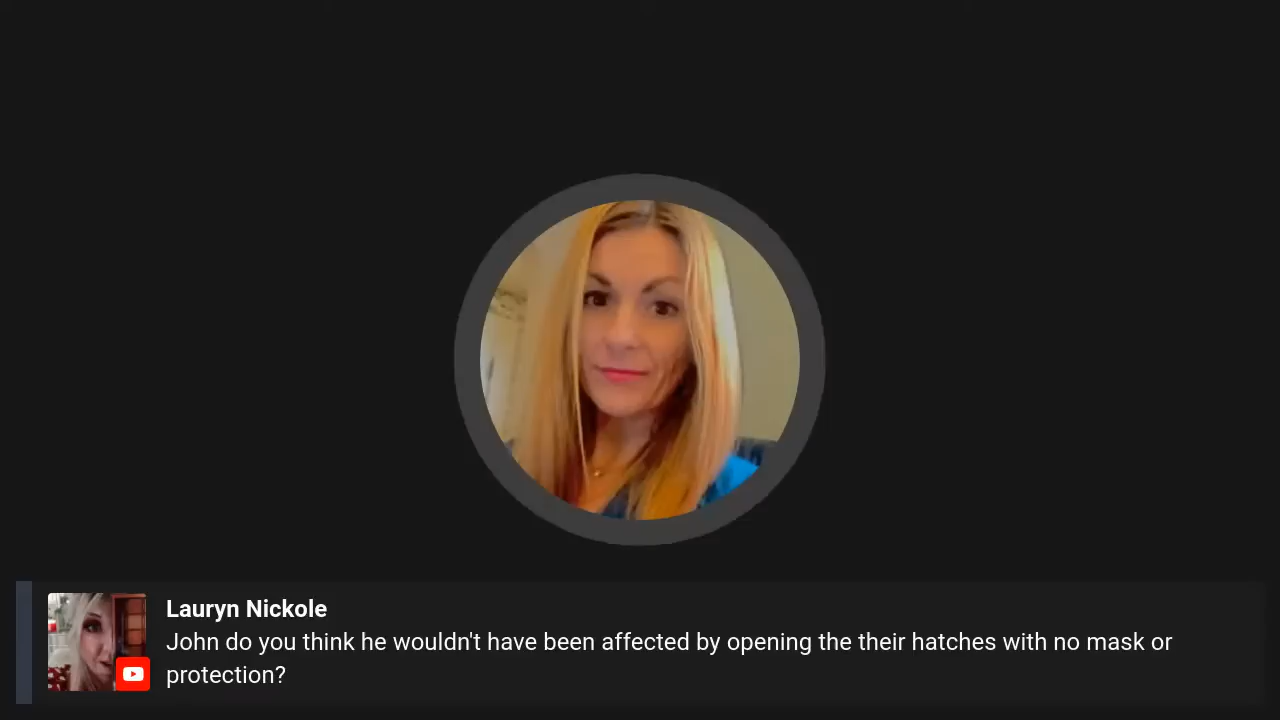 Lauryn Nickole
John do you think he wouldn't have been affected by opening the their hatches with no mask or
protection?